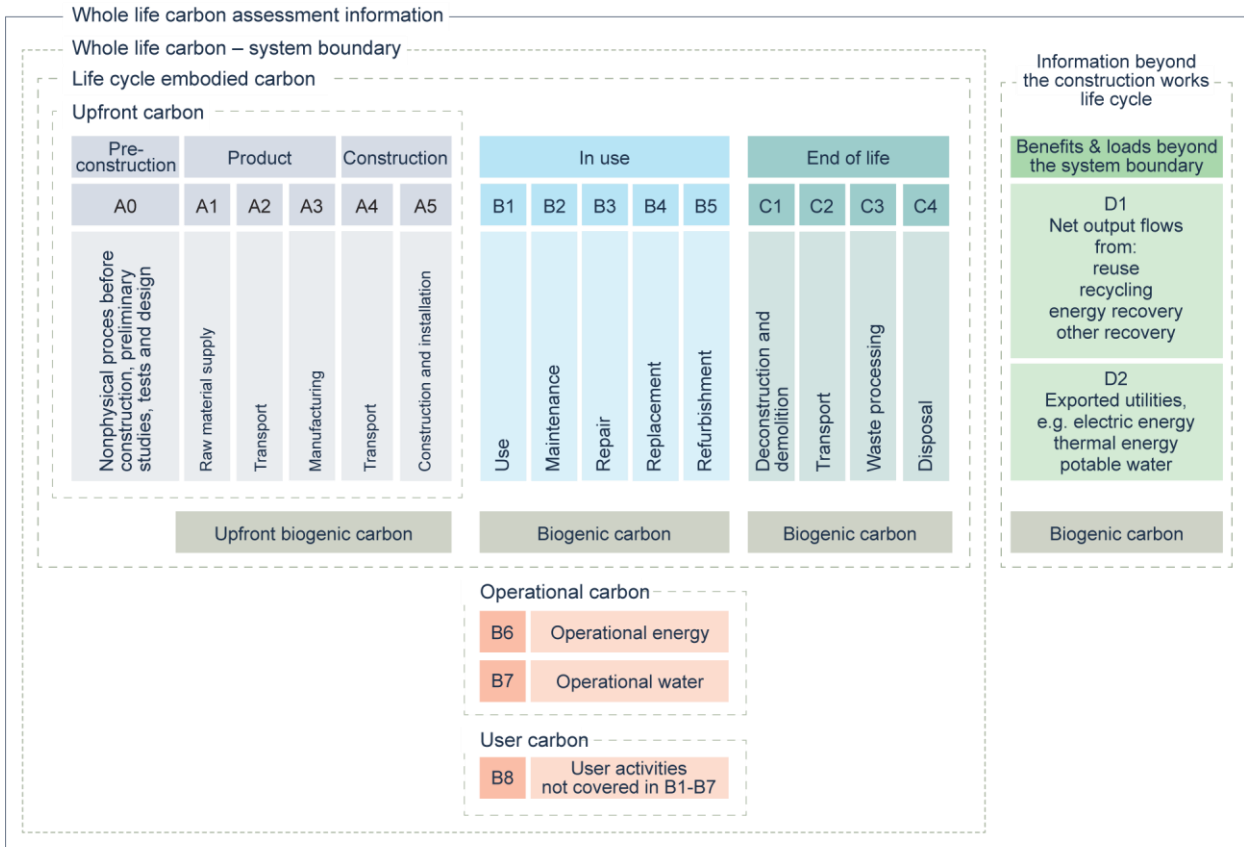 Whole life carbon assessment information
Whole life carbon – system boundary
Life cycle embodied carbon
Upfront carbon
Information beyond
the construction works
life cycle
Pre-
construction
Product
Construction
In use
End of life
Benefits & loads beyond
the system boundary
A0
A1
A2
A3
A4
A5
B1
B2
B3
B4
B5
C1
C2
C3
C4
Nonphysical proces before
construction, preliminary
studies, tests and design
Raw material supply
Transport
Manufacturing
Transport
Construction and installation
Use
Maintenance
Repair
Replacement
Refurbishment
Deconstruction and
demolition
Transport
Waste processing
Disposal
D1
Net output flows
from:
reuse
recycling
energy recovery
other recovery
D2
Exported utilities,
e.g. electric energy
thermal energy
potable water
Upfront biogenic carbon
Biogenic carbon
Biogenic carbon
Biogenic carbon
Operational carbon
B6
Operational energy
B7
Operational water
User carbon
B8
User activities
not covered in B1-B7